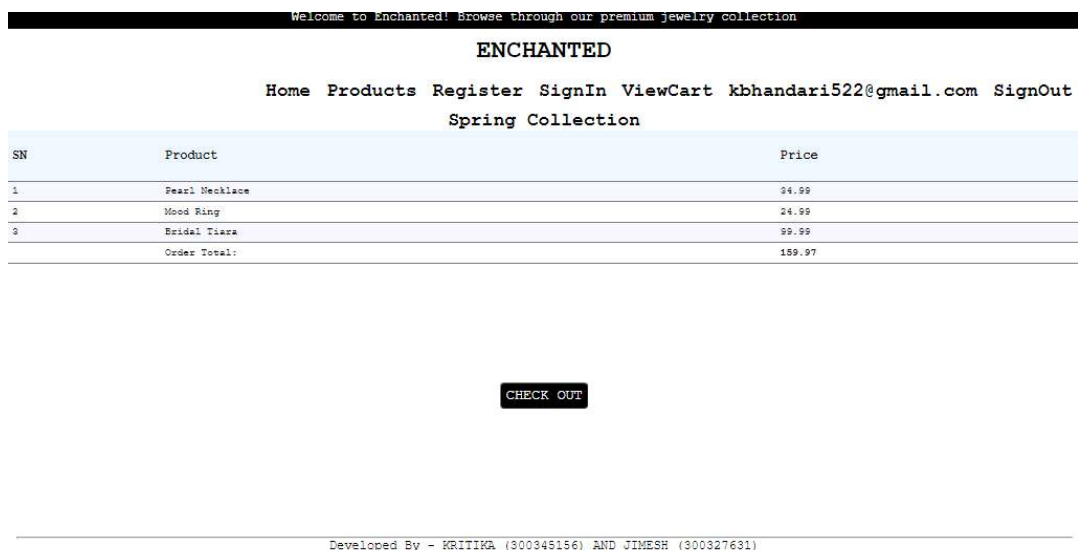 Welcome to Enchanted! Browse through our premium jewelry collection
ENCHANTED
Home Products Register SignIn ViewCart kbhandari522@gmail.com SignOut
Spring Collection
SN Product Price
1 Pearl Necklace 34.99
2 Mood Ring 24.99
3 Bridal Tiara 99.99
Order Total: 159.97
CHECK OUT
Developed By - KRITIKA (300345156) AND JIMESH (300327631)